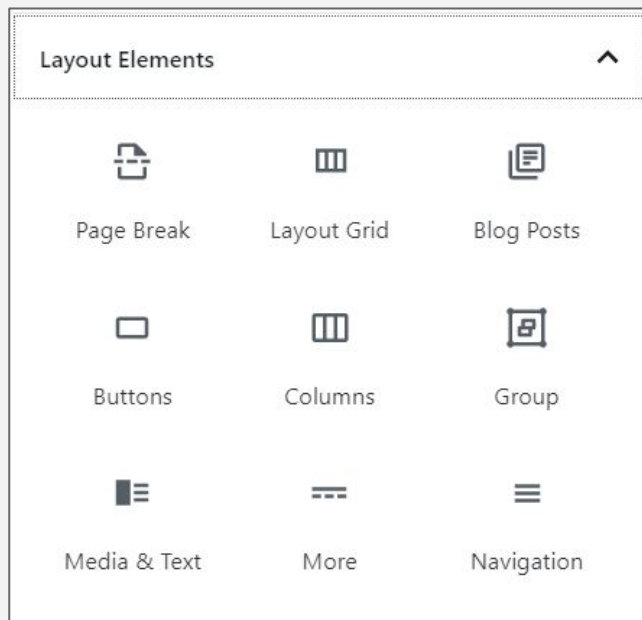 Layout Elements
Page Break Layout Grid Blog Posts
Buttons Columns Group
Media & Text More Navigation